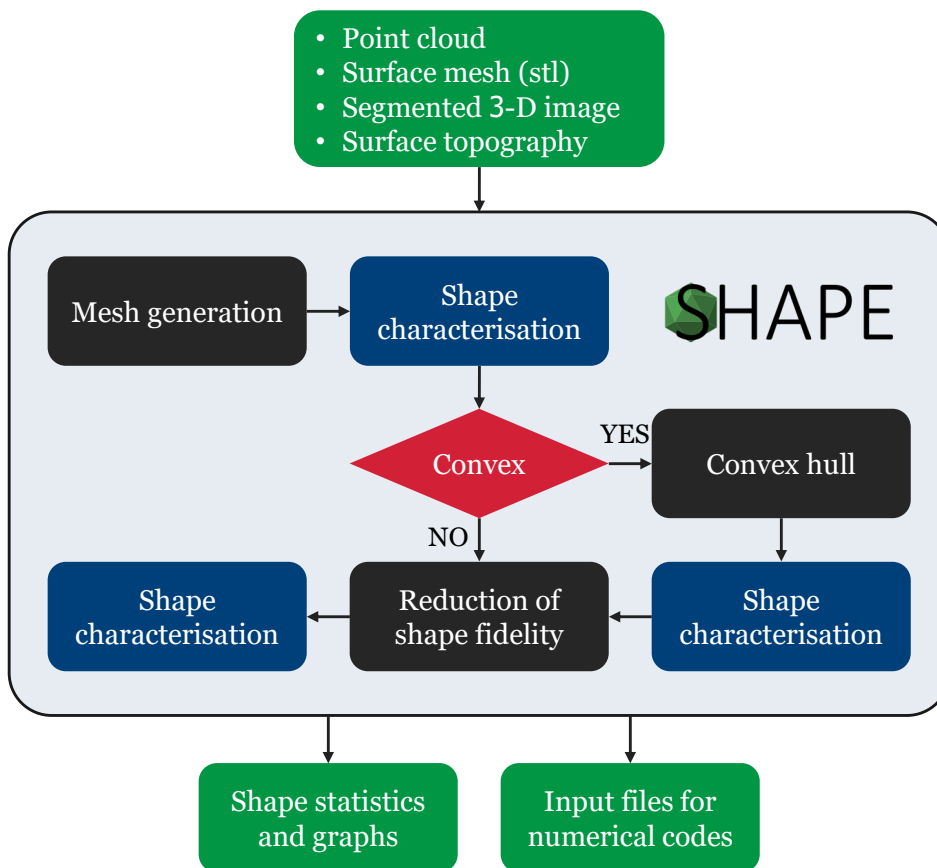 • Point cloud
• Surface mesh (stl)
• Segmented 3-D image
• Surface topography
Mesh generation
Shape
characterisation
SHAPE
Convex
YES
Convex hull
NO
Shape
characterisation
Reduction of
shape fidelity
Shape
characterisation
Shape statistics
and graphs
Input files for
numerical codes